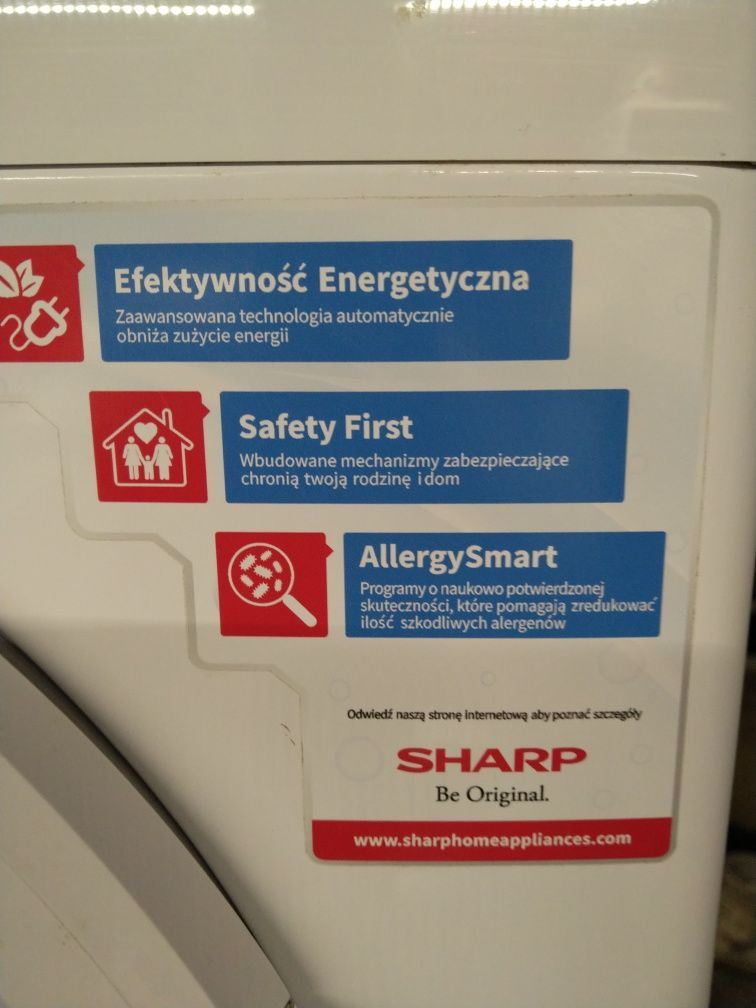 Efektywność Energetyczna
Zaawansowana technologia automatycznie
obniża zużycie energii
Safety First
Wbudowane mechanizmy zabezpieczające
chronią twoją rodzinę i dom
AllergySmart
Programy o naukowo potwierdzonej
skuteczności, które pomagają zredukować
ilość szkodliwych alergenów
Odwiedź naszą stronę internetową aby poznać szczegóły
SHARP
Be Original.
www.sharphomeappliances.com